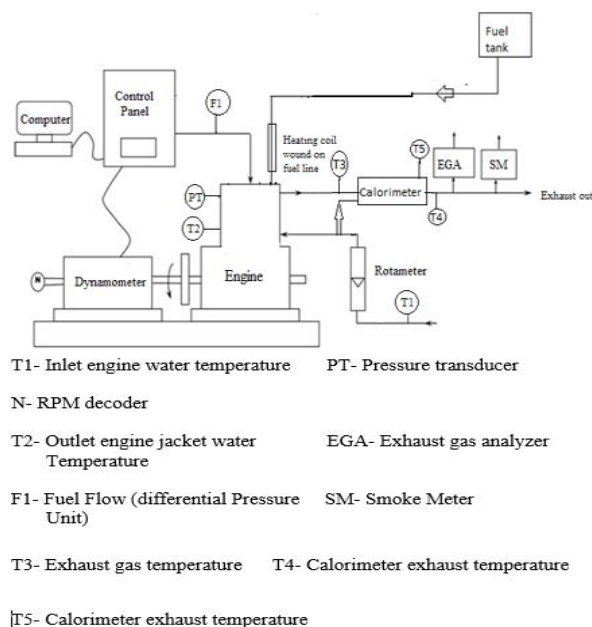 Fuel
tank
Control
Panel
F1
Computer
Heating coil
wound on
fuel line
T3
T5
EGA
SM
Calorimeter
Exhaust out
T4
PT
T2
Engine
Rotameter
N
Dynamometer
T1
T1- Inlet engine water temperature PT- Pressure transducer
N- RPM decoder
T2- Outlet engine jacket water EGA- Exhaust gas analyzer
Temperature
F1- Fuel Flow (differential Pressure SM- Smoke Meter
Unit)
T3- Exhaust gas temperature T4- Calorimeter exhaust temperature
T5- Calorimeter exhaust temperature